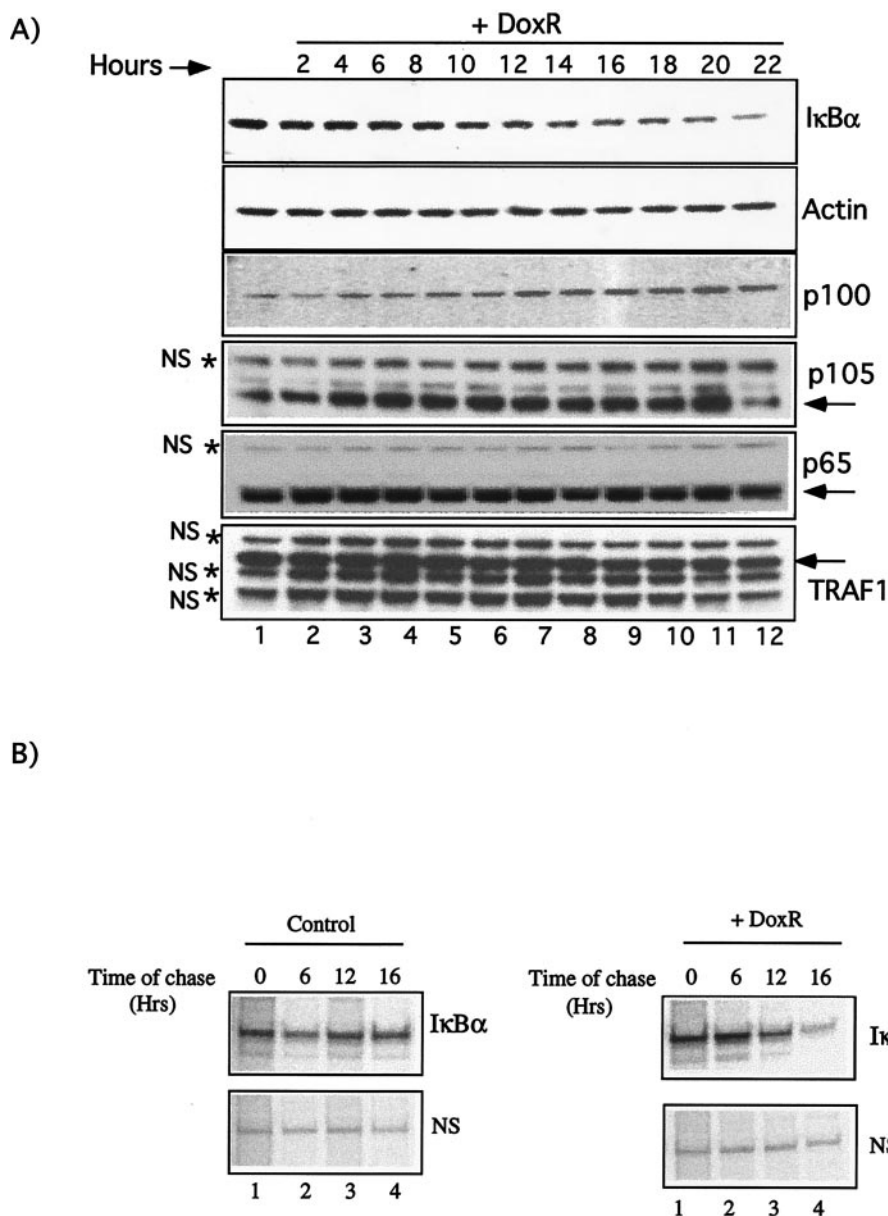 A)
+ DoxR
Hours → 2 4 6 8 10 12 14 16 18 20 22
IκBα
Actin
p100
NS *
p105
NS *
p65
NS *
NS *
TRAF1
NS *
1 2 3 4 5 6 7 8 9 10 11 12
B)
Control
Time of chase 0 6 12 16
(Hrs)
IκBα
NS
1 2 3 4
+ DoxR
Time of chase 0 6 12 16
(Hrs)
Iκ
NS
1 2 3 4